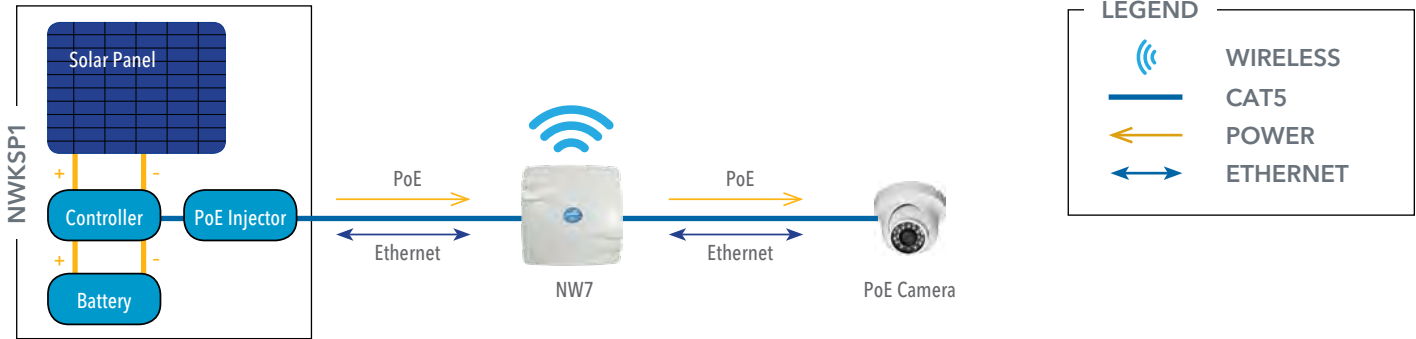 LEGEND
Solar Panel
WIRELESS
CAT5
POWER
ETHERNET
NWKSP1
+ -
Controller
PoE Injector
PoE
PoE
Ethernet
Ethernet
+ -
Battery
NW7
PoE Camera